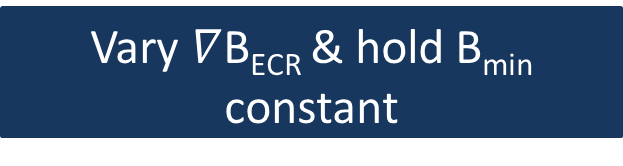 Vary ∇B_ECR & hold B_min
constant